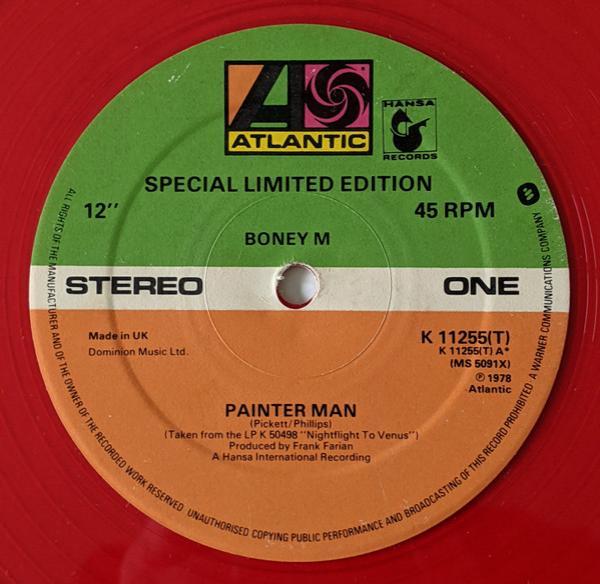 ATLANTIC
HANSA
RECORDS
SPECIAL LIMITED EDITION
12'' 45 RPM
BONEY M
STEREO ONE
Made in UK
Dominion Music Ltd.
K 11255(T)
K 11255(T) A*
(MS 5091X)
℗ 1978
Atlantic
PAINTER MAN
(Pickett/Phillips)
(Taken from the LP K 50498 "Nightflight To Venus")
Produced by Frank Farian
A Hansa International Recording
ALL RIGHTS OF THE MANUFACTURER AND OF THE OWNER OF THE RECORDED WORK RESERVED UNAUTHORISED COPYING PUBLIC PERFORMANCE AND BROADCASTING OF THIS RECORD PROHIBITED A WARNER COMMUNICATIONS COMPANY